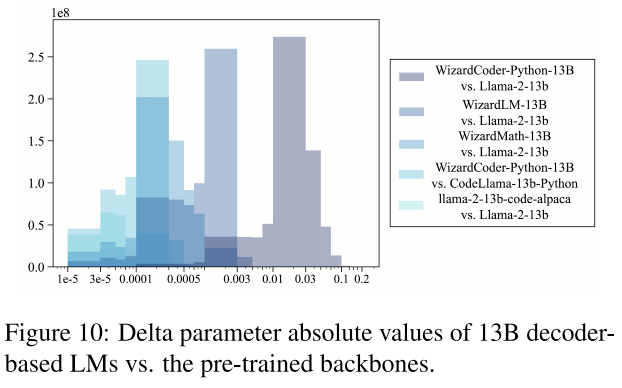 1e8
2.5
2.0
1.5
1.0
0.5
0.0
1e-5 3e-5 0.0001 0.0005 0.003 0.01 0.03 0.1 0.2
WizardCoder-Python-13B
vs. Llama-2-13b
WizardLM-13B
vs. Llama-2-13b
WizardMath-13B
vs. Llama-2-13b
WizardCoder-Python-13B
vs. CodeLlama-13b-Python
llama-2-13b-code-alpaca
vs. Llama-2-13b
Figure 10: Delta parameter absolute values of 13B decoder-
based LMs vs. the pre-trained backbones.